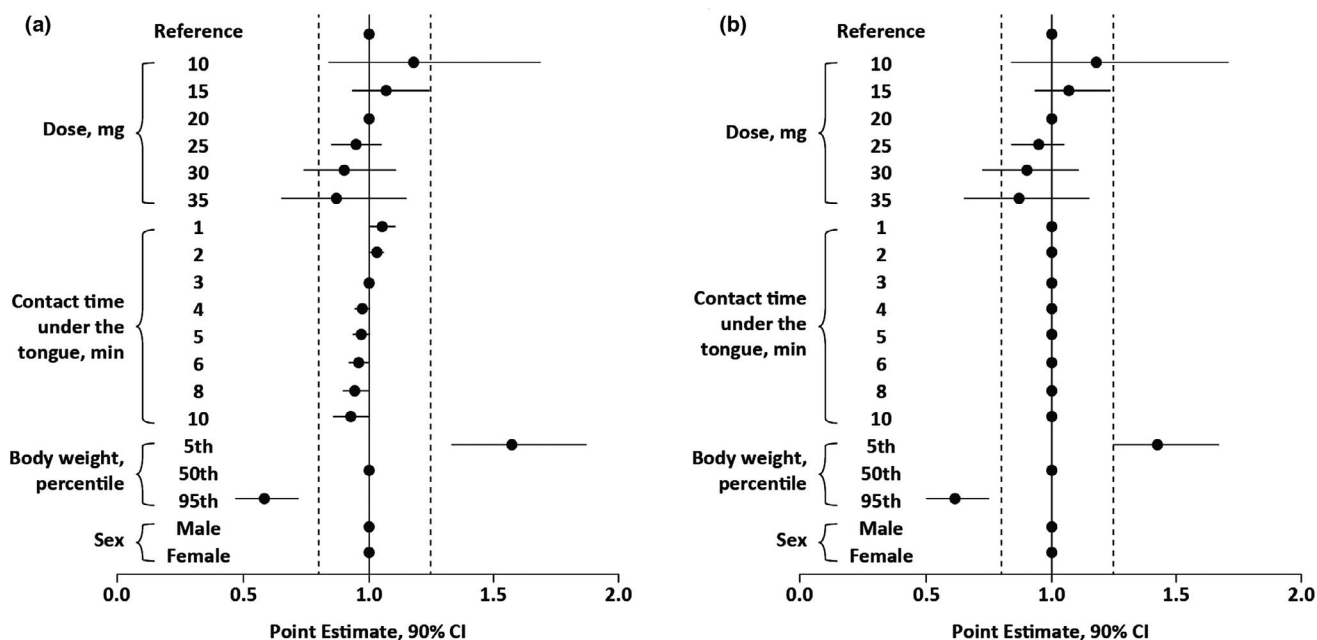 (a)
Reference
Dose, mg
10
15
20
25
30
35
Contact time
under the
tongue, min
1
2
3
4
5
6
8
10
Body weight,
percentile
5th
50th
95th
Sex
Male
Female
0.0 0.5 1.0 1.5 2.0
Point Estimate, 90% CI
(b)
Reference
Dose, mg
10
15
20
25
30
35
Contact time
under the
tongue, min
1
2
3
4
5
6
8
10
Body weight,
percentile
5th
50th
95th
Sex
Male
Female
0.0 0.5 1.0 1.5 2.0
Point Estimate, 90% CI